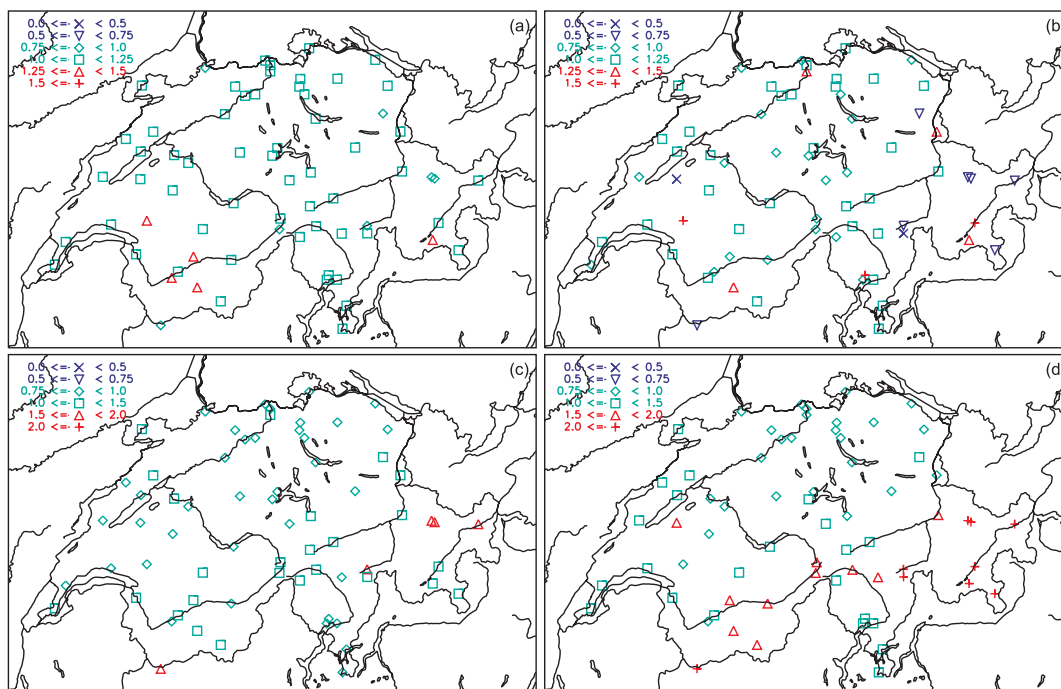 0.0 <=· × < 0.5
0.5 <=· ▽ < 0.75
0.75 <=· ◇ < 1.0
1.0 <=· □ < 1.25
1.25 <=· △ < 1.5
1.5 <=· +
(a)
0.0 <=· × < 0.5
0.5 <=· ▽ < 0.75
0.75 <=· ◇ < 1.0
1.0 <=· □ < 1.25
1.25 <=· △ < 1.5
1.5 <=· +
(b)
0.0 <=· × < 0.5
0.5 <=· ▽ < 0.75
0.75 <=· ◇ < 1.0
1.0 <=· □ < 1.5
1.5 <=· △ < 2.0
2.0 <=· +
(c)
0.0 <=· × < 0.5
0.5 <=· ▽ < 0.75
0.75 <=· ◇ < 1.0
1.0 <=· □ < 1.5
1.5 <=· △ < 2.0
2.0 <=· +
(d)